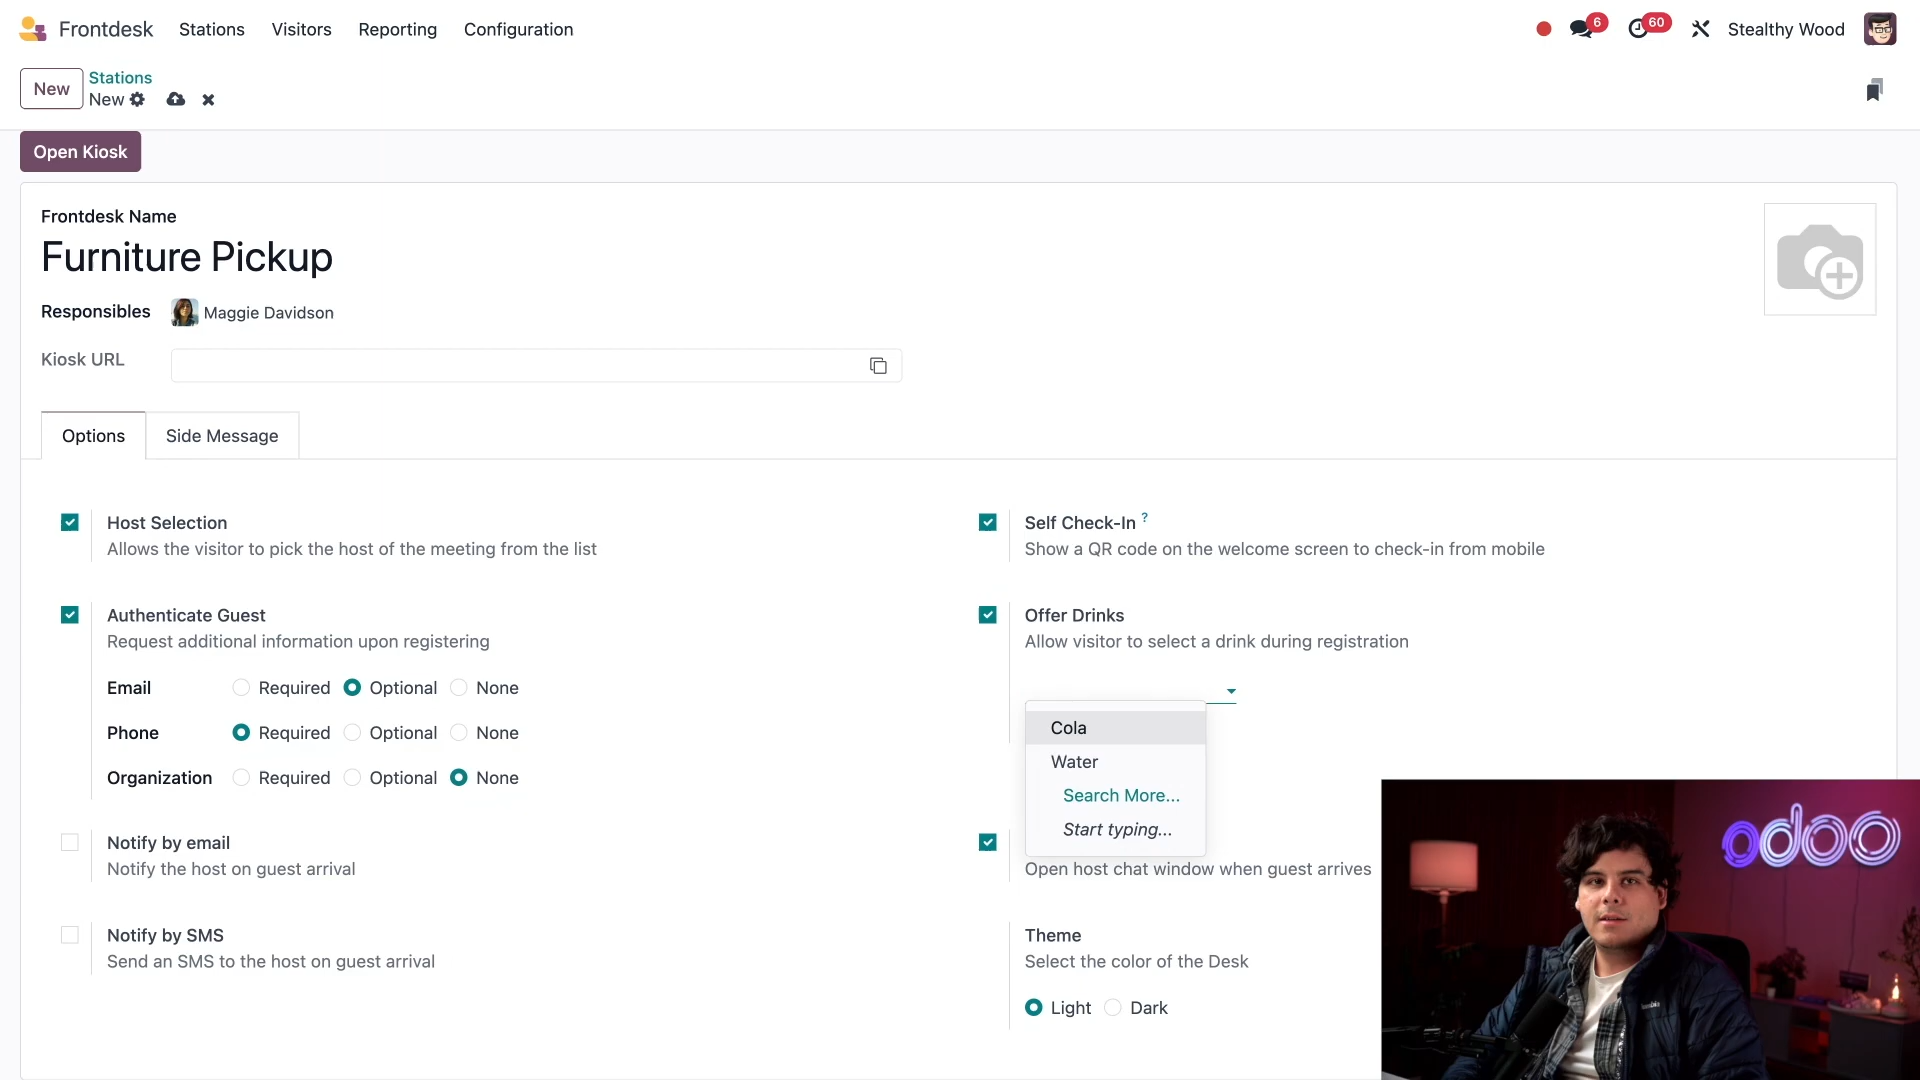 Frontdesk Stations Visitors Reporting Configuration 6 60 Stealthy Wood
New Stations
New
Open Kiosk
Frontdesk Name
Furniture Pickup
Responsibles Maggie Davidson
Kiosk URL
Options Side Message
Host Selection
Allows the visitor to pick the host of the meeting from the list
Self Check-In ?
Show a QR code on the welcome screen to check-in from mobile
Authenticate Guest
Request additional information upon registering
Email Required Optional None
Phone Required Optional None
Organization Required Optional None
Offer Drinks
Allow visitor to select a drink during registration
Cola
Water
Search More...
Start typing...
Notify by email
Notify the host on guest arrival
Open host chat window when guest arrives
Notify by SMS
Send an SMS to the host on guest arrival
Theme
Select the color of the Desk
Light Dark
odoo